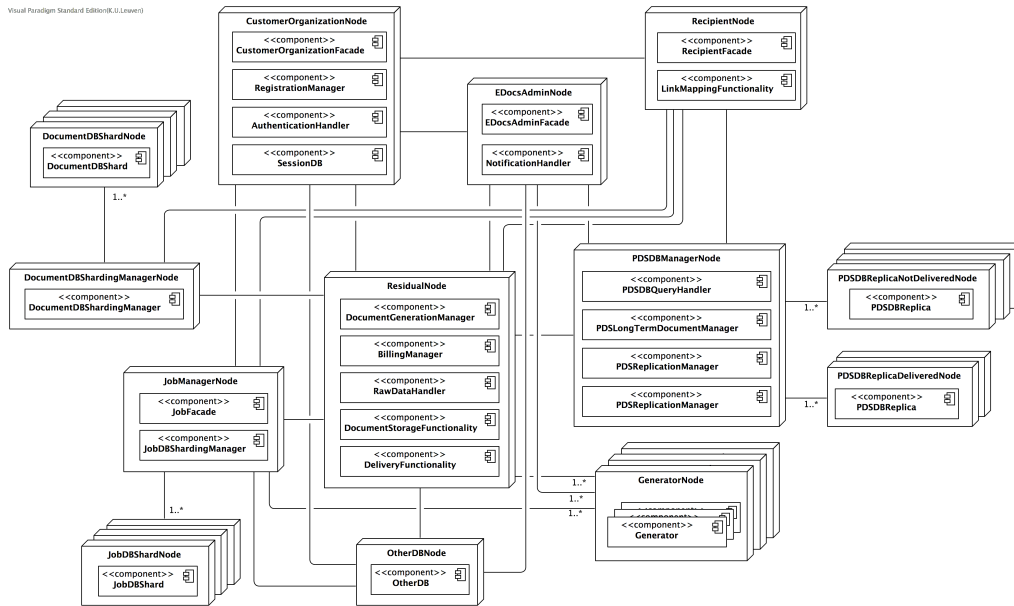 Visual Paradigm Standard Edition(K.U.Leuven)
CustomerOrganizationNode
<<component>>
CustomerOrganizationFacade
<<component>>
RegistrationManager
<<component>>
AuthenticationHandler
<<component>>
SessionDB
RecipientNode
<<component>>
RecipientFacade
<<component>>
LinkMappingFunctionality
EDocsAdminNode
<<component>>
EDocsAdminFacade
<<component>>
NotificationHandler
DocumentDBShardNode
<<component>>
DocumentDBShard
1..*
DocumentDBShardingManagerNode
<<component>>
DocumentDBShardingManager
ResidualNode
<<component>>
DocumentGenerationManager
<<component>>
BillingManager
<<component>>
RawDataHandler
<<component>>
DocumentStorageFunctionality
<<component>>
DeliveryFunctionality
PDSDBManagerNode
<<component>>
PDSDBQueryHandler
<<component>>
PDSLongTermDocumentManager
<<component>>
PDSReplicationManager
<<component>>
PDSReplicationManager
PDSDBReplicaNotDeliveredNode
<<component>>
PDSDBReplica
1..*
PDSDBReplicaDeliveredNode
<<component>>
PDSDBReplica
1..*
JobManagerNode
<<component>>
JobFacade
<<component>>
JobDBShardingManager
1..*
JobDBShardNode
<<component>>
JobDBShard
OtherDBNode
<<component>>
OtherDB
1..*
1..*
1..*
GeneratorNode
<<component>>
<<component>>
Generator